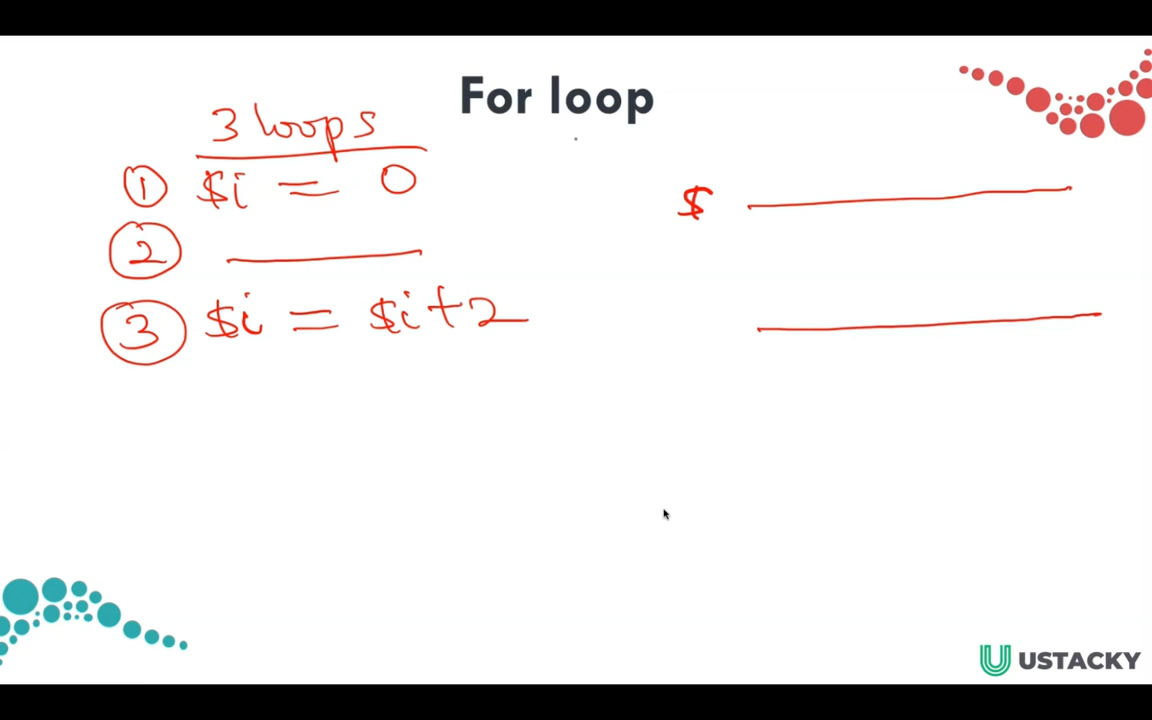 For loop
3 loops
① $i = 0
②
③ $i = $i+2
$
USTACKY